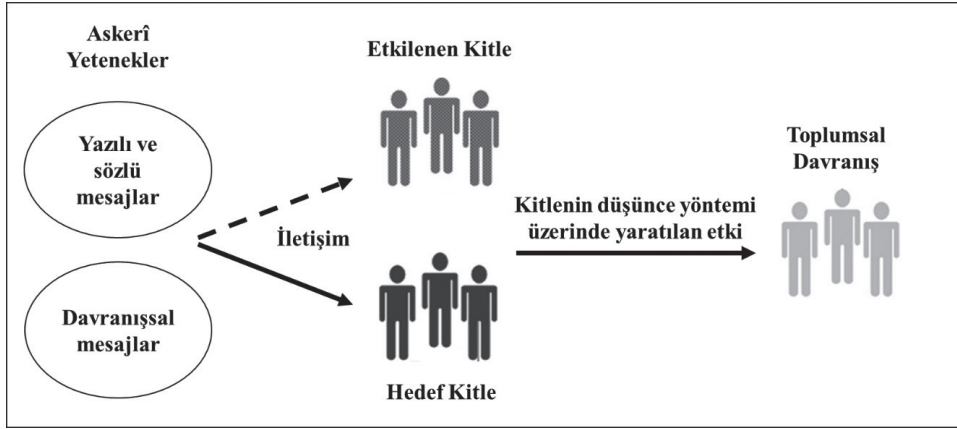 Askerî
Yetenekler
Yazılı ve
sözlü
mesajlar
Davranışsal
mesajlar
İletişim
Etkilenen Kitle
Hedef Kitle
Kitlenin düşünce yöntemi
üzerinde yaratılan etki
Toplumsal
Davranış